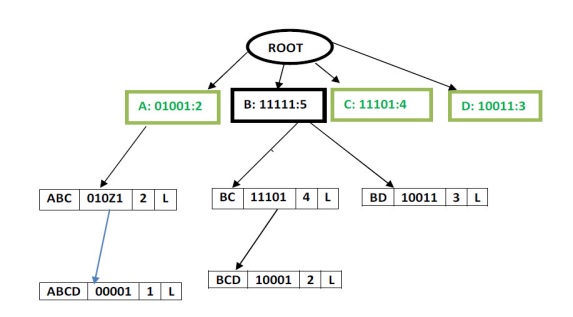 ROOT
A: 01001:2
B: 11111:5
C: 11101:4
D: 10011:3
ABC 010Z1 2 L
BC 11101 4 L
BD 10011 3 L
ABCD 00001 1 L
BCD 10001 2 L